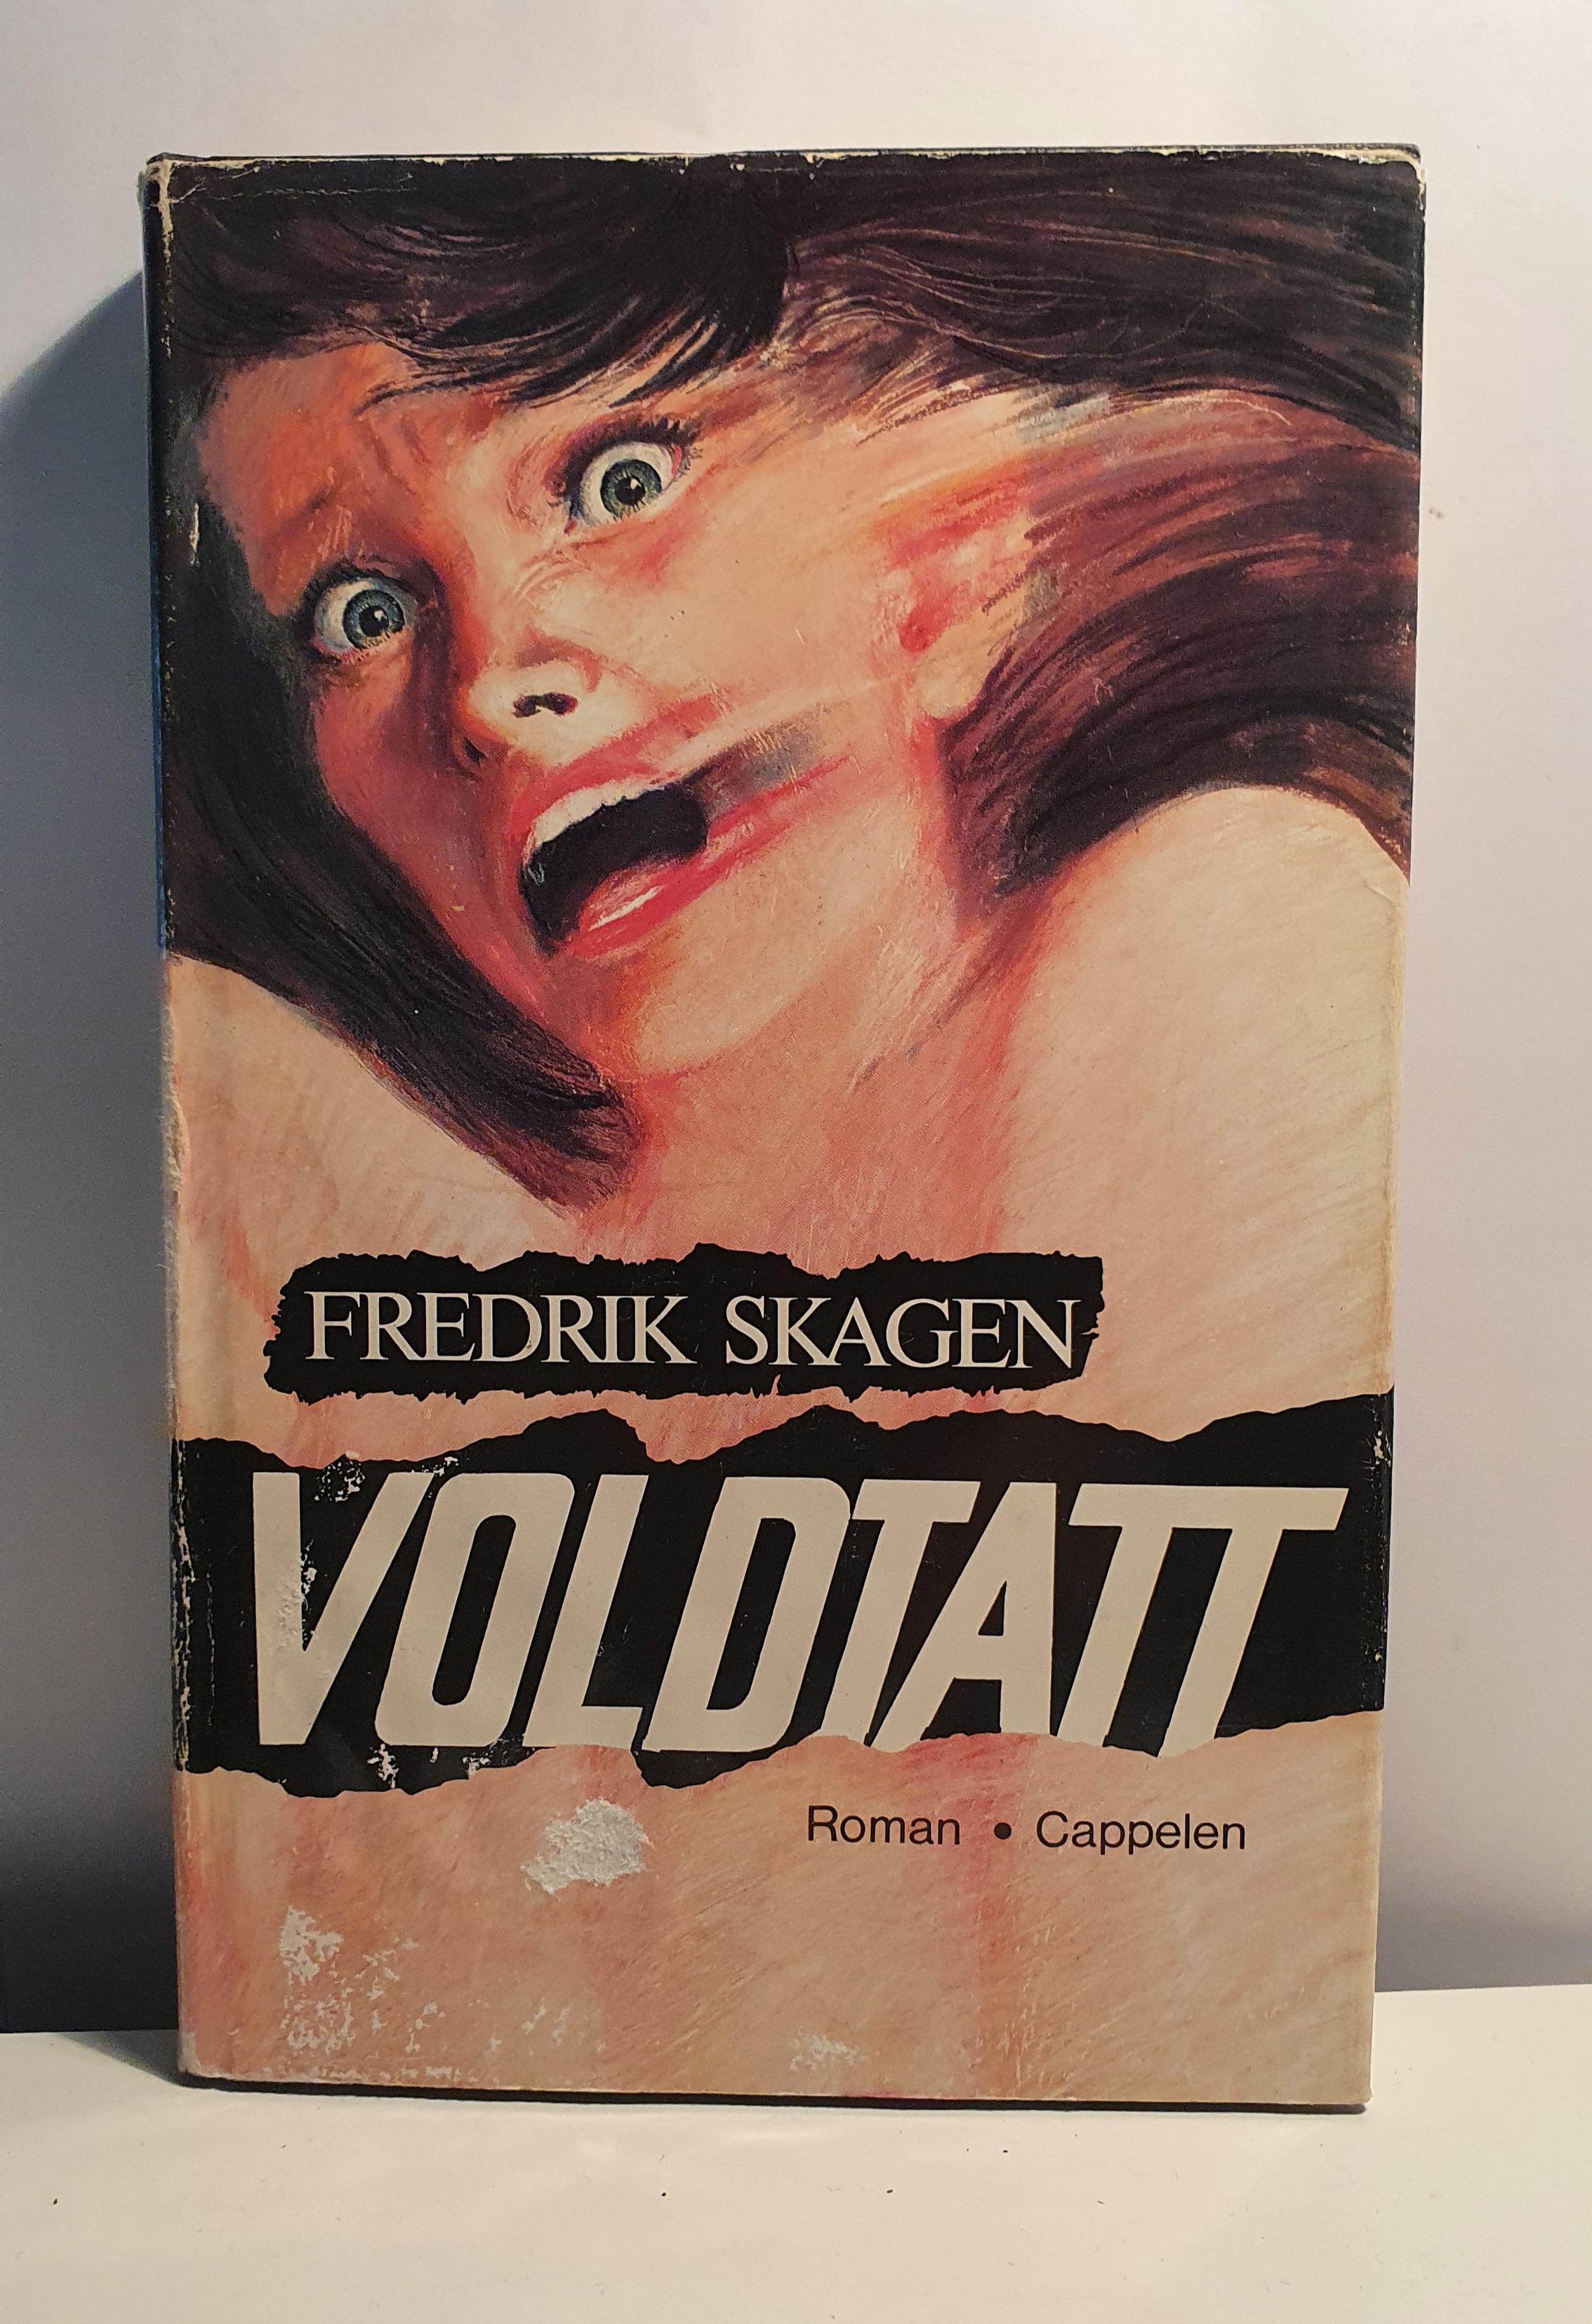 FREDRIK SKAGEN
VOLDTATT
Roman • Cappelen